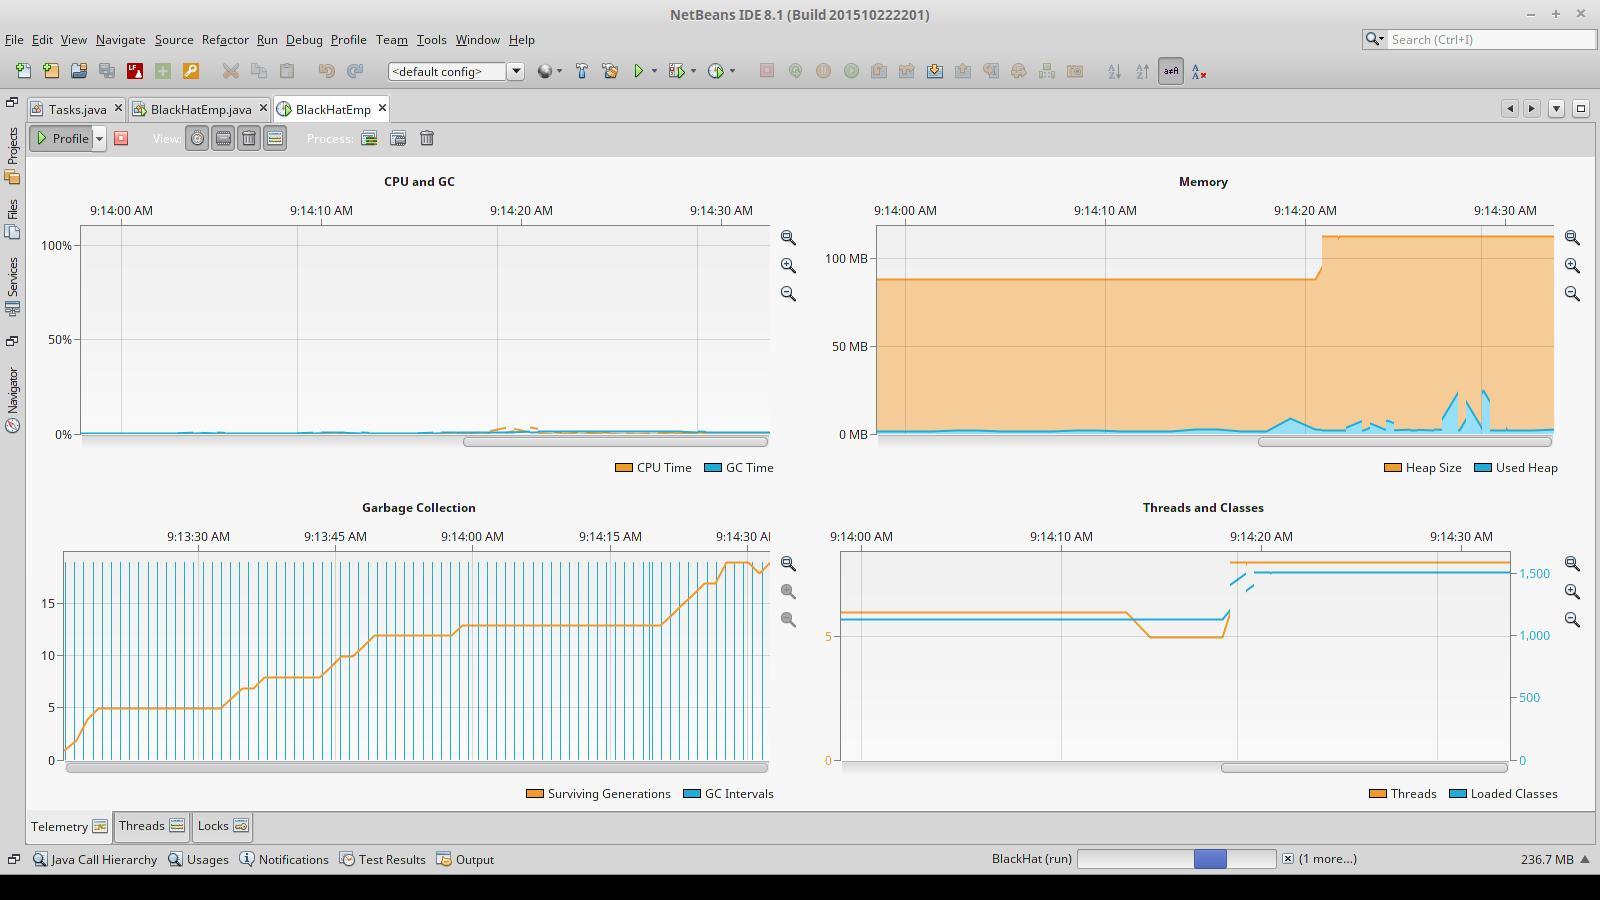 NetBeans IDE 8.1 (Build 201510222201)
File Edit View Navigate Source Refactor Run Debug Profile Team Tools Window Help
Search (Ctrl+I)
<default config>
Tasks.java BlackHatEmp.java BlackHatEmp
Profile View: Process:
Projects
Files
Services
Navigator
CPU and GC
9:14:00 AM 9:14:10 AM 9:14:20 AM 9:14:30 AM
100%
50%
0%
CPU Time GC Time
Memory
9:14:00 AM 9:14:10 AM 9:14:20 AM 9:14:30 AM
100 MB
50 MB
0 MB
Heap Size Used Heap
Garbage Collection
9:13:30 AM 9:13:45 AM 9:14:00 AM 9:14:15 AM 9:14:30 A
15
10
5
0
Surviving Generations GC Intervals
Threads and Classes
9:14:00 AM 9:14:10 AM 9:14:20 AM 9:14:30 AM
1,500
5 1,000
500
0 0
Threads Loaded Classes
Telemetry Threads Locks
Java Call Hierarchy Usages Notifications Test Results Output
BlackHat (run) (1 more...) 236.7 MB